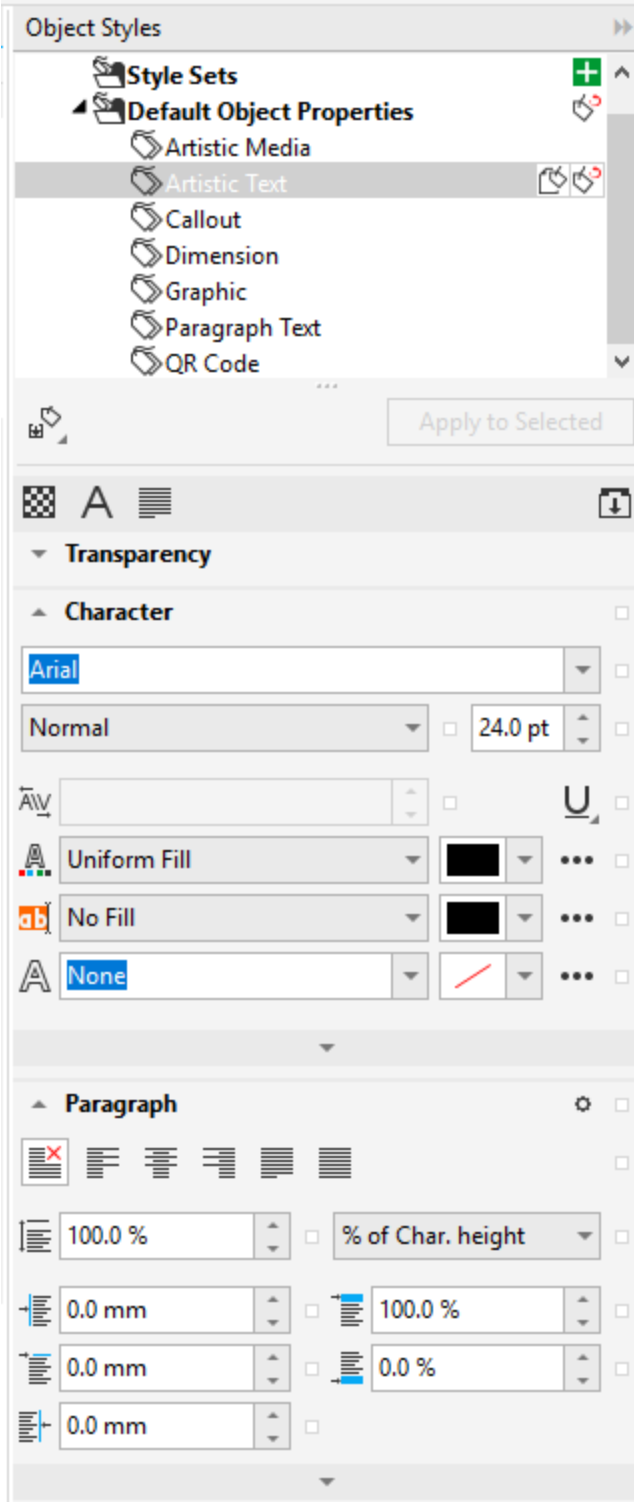 Object Styles
Style Sets
Default Object Properties
Artistic Media
Artistic Text
Callout
Dimension
Graphic
Paragraph Text
QR Code
Apply to Selected
A
Transparency
Character
Arial
Normal 24.0 pt
AV U
A Uniform Fill
ab No Fill
A None
Paragraph
100.0 % % of Char. height
0.0 mm 100.0 %
0.0 mm 0.0 %
0.0 mm